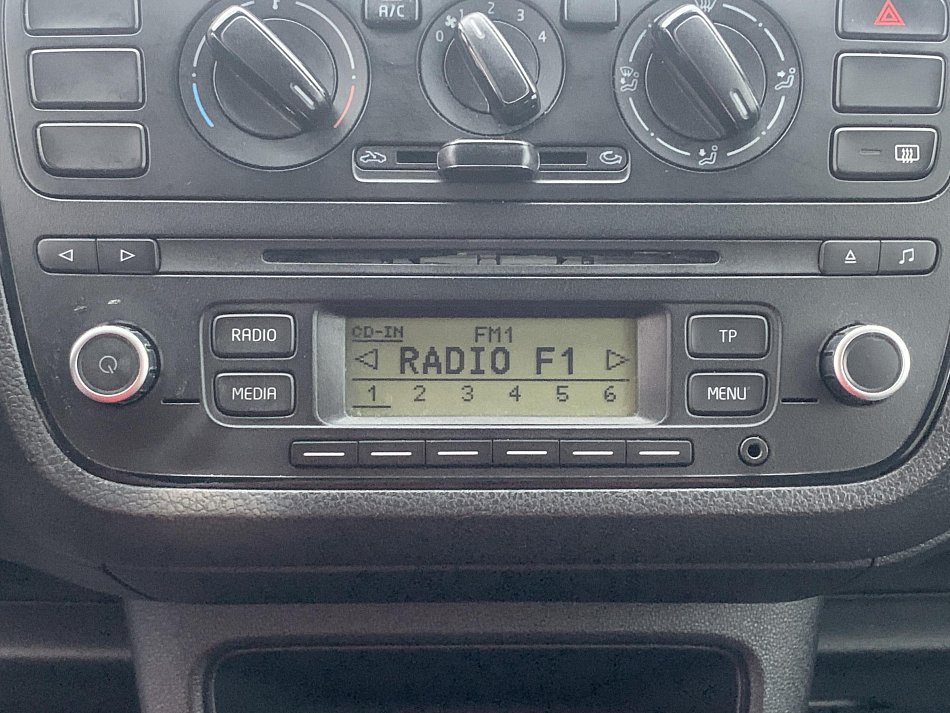 A/C
0 1 2 3 4
RADIO
MEDIA
CD-IN FM1
RADIO F1
1 2 3 4 5 6
TP
MENU